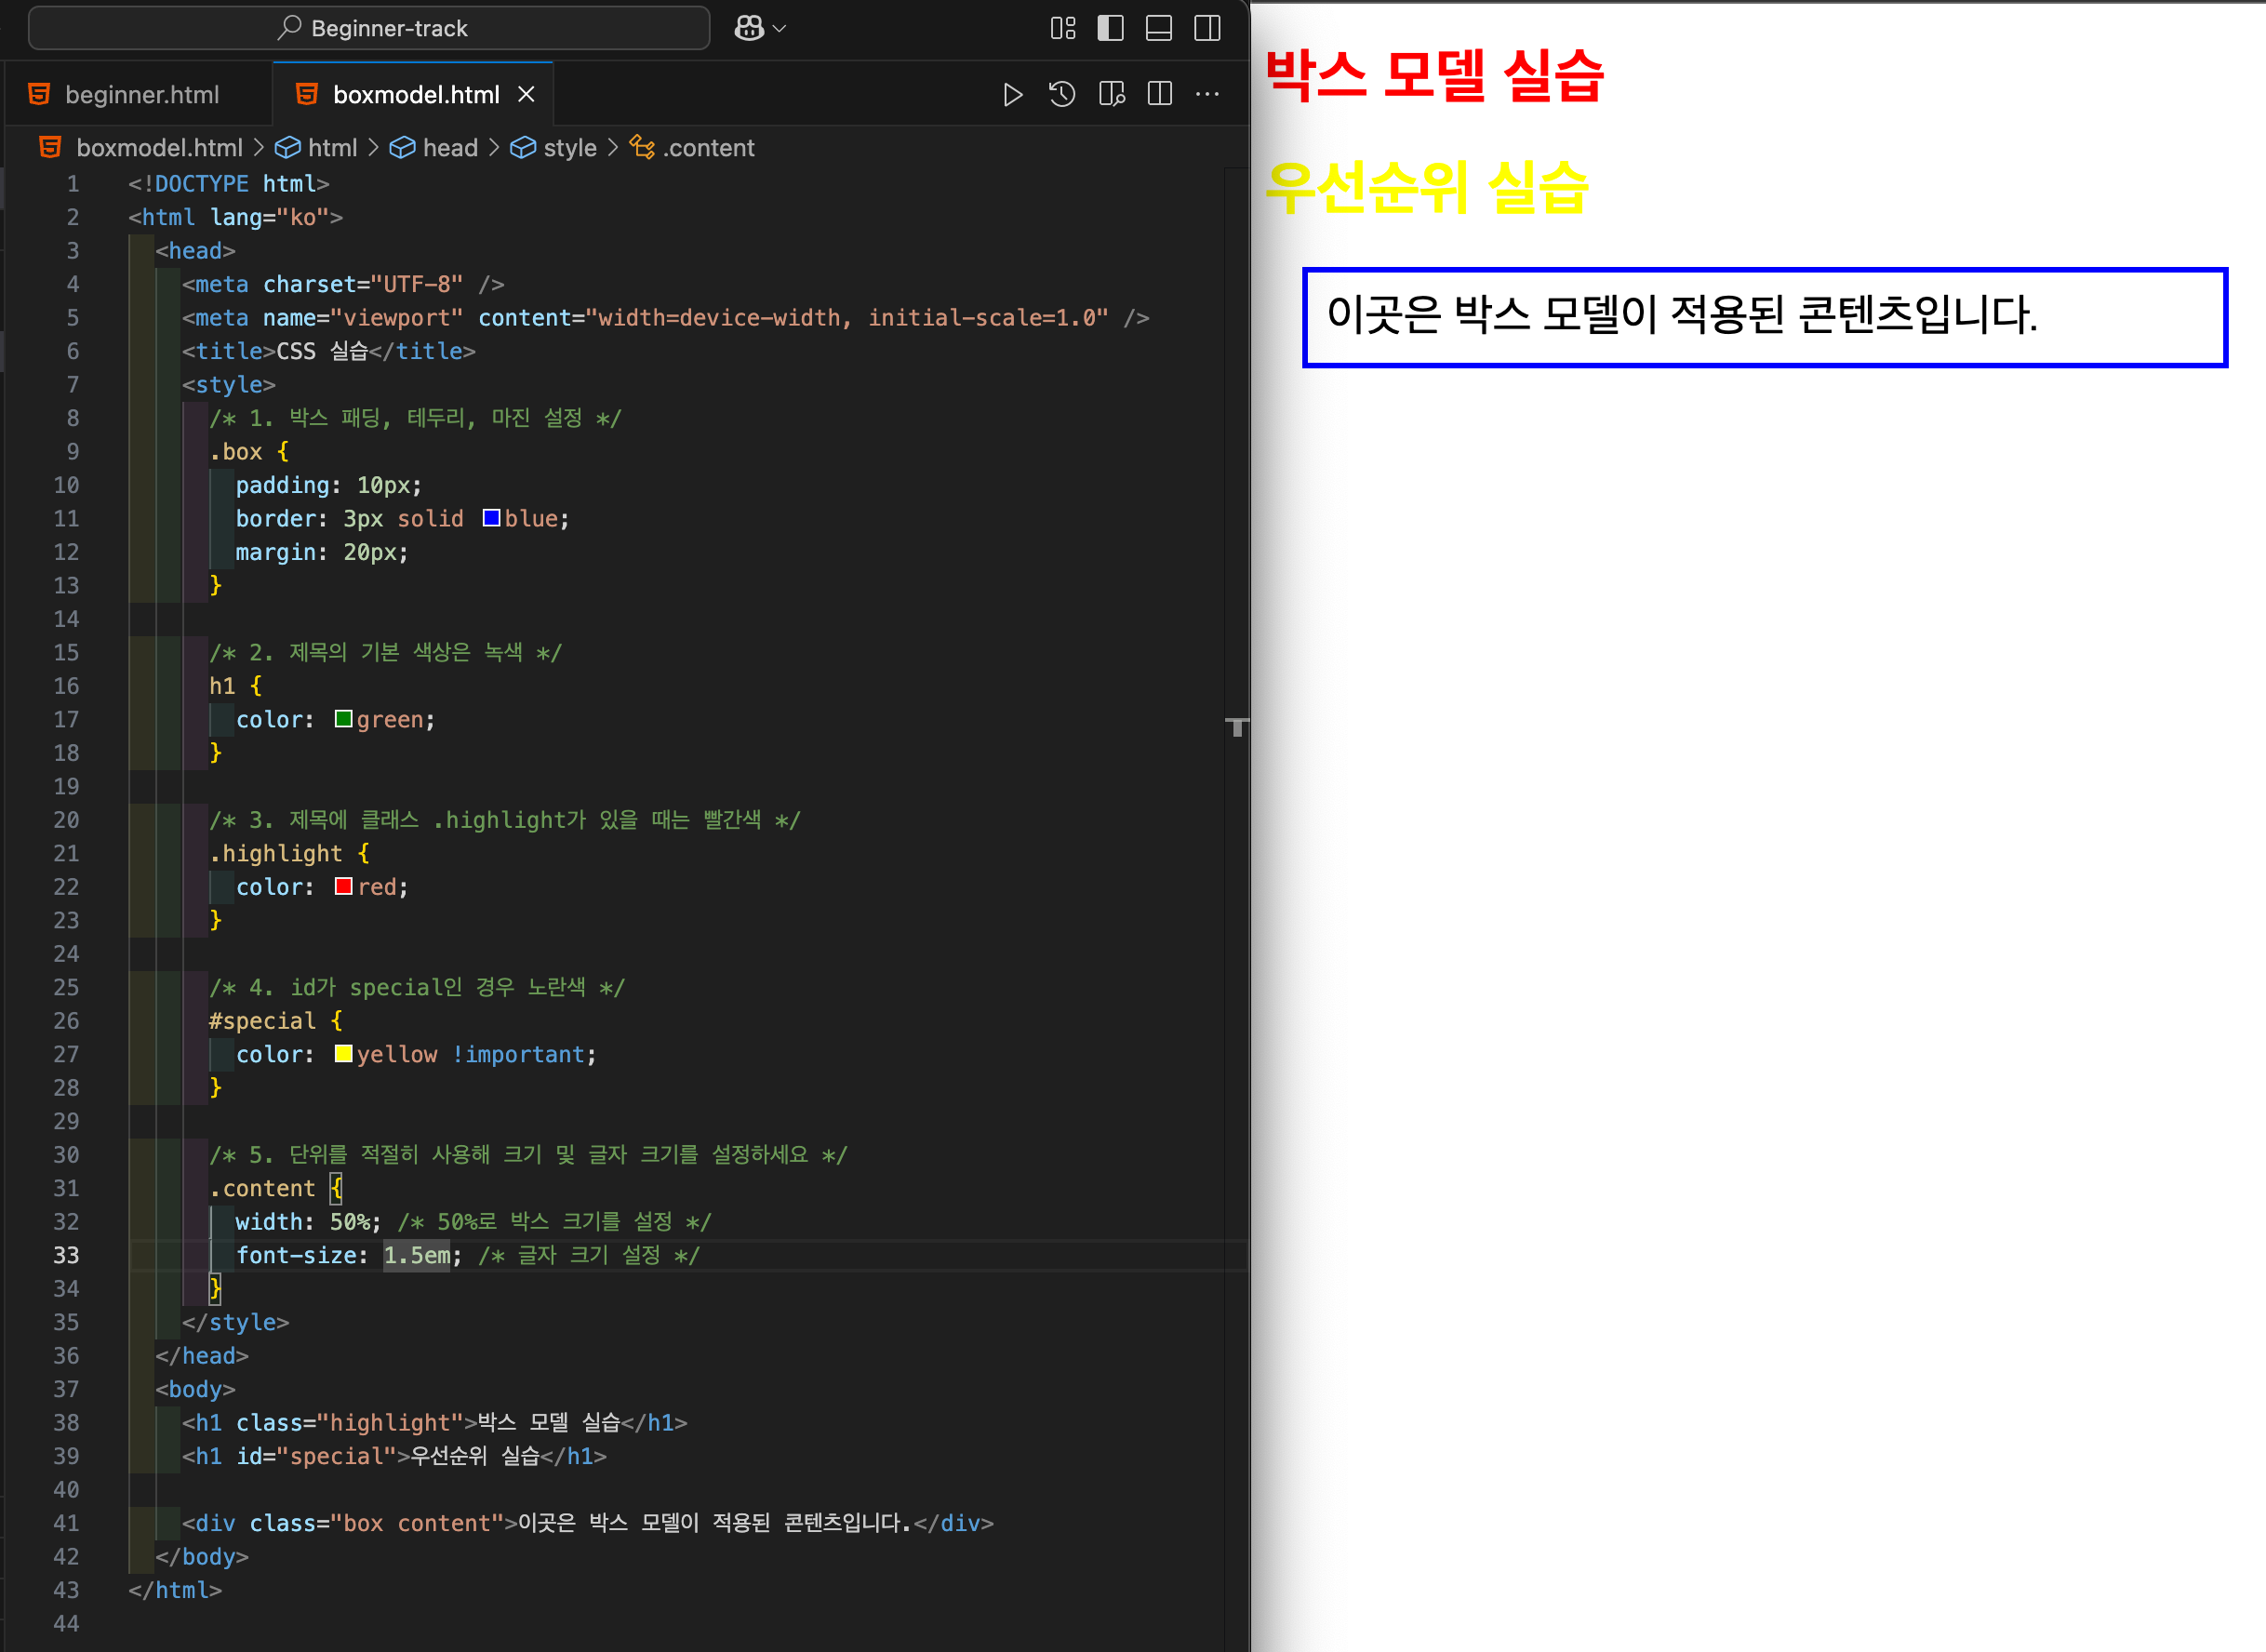 Beginner-track
beginner.html
boxmodel.html
boxmodel.html > html > head > style > .content
1 <!DOCTYPE html>
2 <html lang="ko">
3 <head>
4 <meta charset="UTF-8" />
5 <meta name="viewport" content="width=device-width, initial-scale=1.0" />
6 <title>CSS 실습</title>
7 <style>
8 /* 1. 박스 패딩, 테두리, 마진 설정 */
9 .box {
10 padding: 10px;
11 border: 3px solid blue;
12 margin: 20px;
13 }
14
15 /* 2. 제목의 기본 색상은 녹색 */
16 h1 {
17 color: green;
18 }
19
20 /* 3. 제목에 클래스 .highlight가 있을 때는 빨간색 */
21 .highlight {
22 color: red;
23 }
24
25 /* 4. id가 special인 경우 노란색 */
26 #special {
27 color: yellow !important;
28 }
29
30 /* 5. 단위를 적절히 사용해 크기 및 글자 크기를 설정하세요 */
31 .content {
32 width: 50%; /* 50%로 박스 크기를 설정 */
33 font-size: 1.5em; /* 글자 크기 설정 */
34 }
35 </style>
36 </head>
37 <body>
38 <h1 class="highlight">박스 모델 실습</h1>
39 <h1 id="special">우선순위 실습</h1>
40
41 <div class="box content">이곳은 박스 모델이 적용된 콘텐츠입니다.</div>
42 </body>
43 </html>
44
박스 모델 실습
우선순위 실습
이곳은 박스 모델이 적용된 콘텐츠입니다.